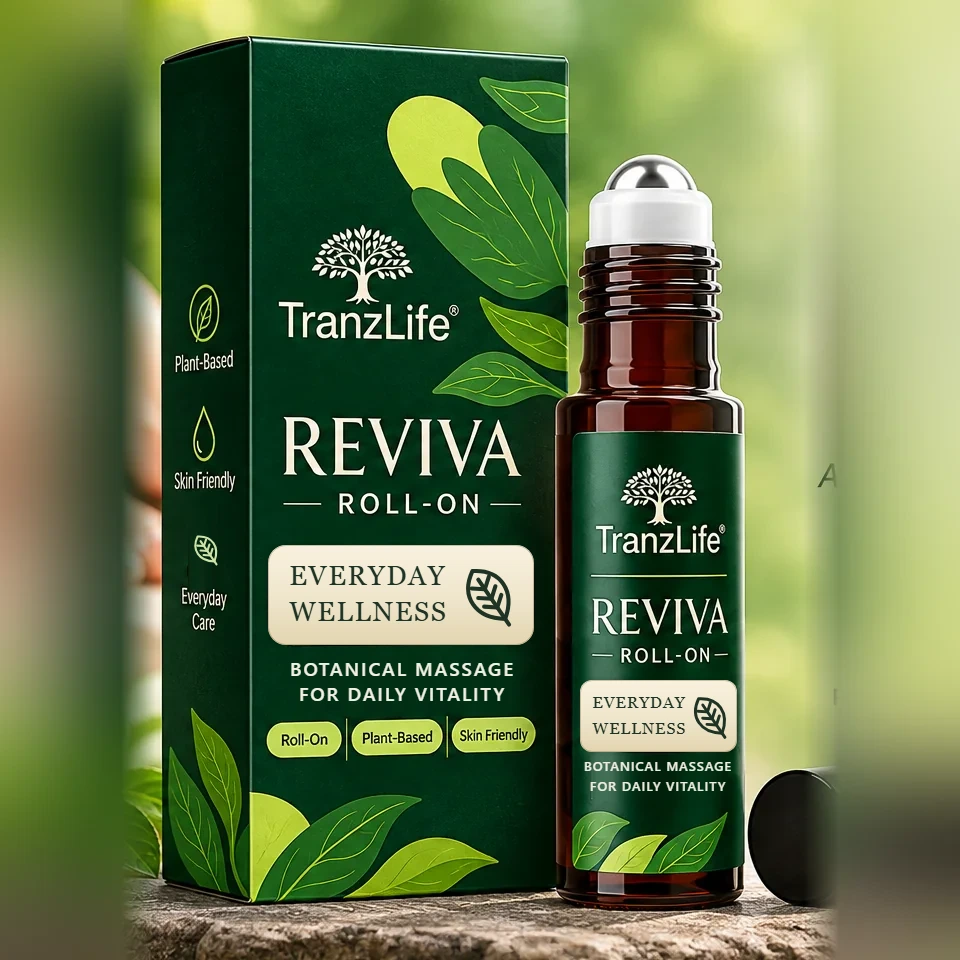 TranzLife®
REVIVA
ROLL-ON
EVERYDAY
WELLNESS
BOTANICAL MASSAGE
FOR DAILY VITALITY
Roll-On
Plant-Based
Skin Friendly
Plant-Based
Skin Friendly
Everyday
Care
TranzLife®
REVIVA
ROLL-ON
EVERYDAY
WELLNESS
BOTANICAL MASSAGE
FOR DAILY VITALITY